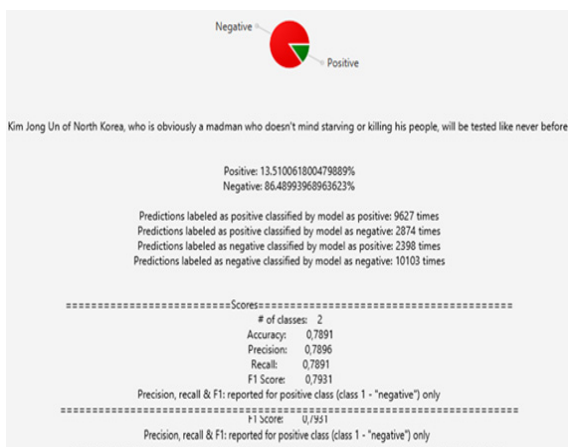 Negative
Positive
Kim Jong Un of North Korea, who is obviously a madman who doesn't mind starving or killing his people, will be tested like never before
Positive: 13.510061800479889%
Negative: 86.48993968963623%
Predictions labeled as positive classified by model as positive: 9627 times
Predictions labeled as positive classified by model as negative: 2874 times
Predictions labeled as negative classified by model as positive: 2398 times
Predictions labeled as negative classified by model as negative: 10103 times
==========================Scores========================================
# of classes: 2
Accuracy: 0,7891
Precision: 0,7896
Recall: 0,7891
F1 Score: 0,7931
Precision, recall & F1: reported for positive class (class 1 - "negative") only
========================================================================
F1 Score: 0,7931
Precision, recall & F1: reported for positive class (class 1 - "negative") only